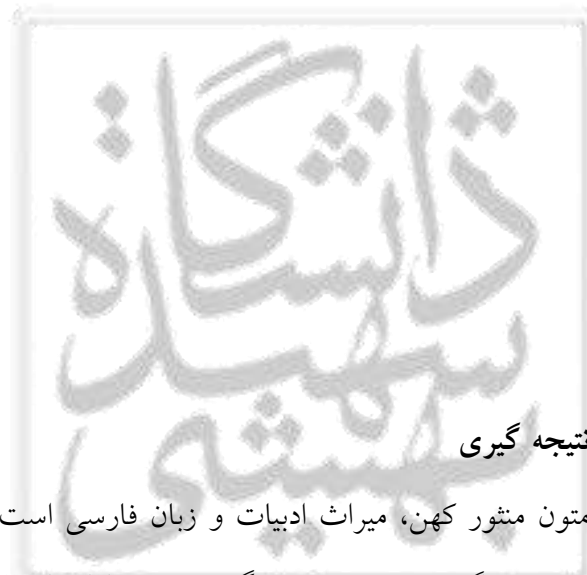 دانشگاه
شهید
بهشتی
نتیجه گیری
متون منثور کهن، میراث ادبیات و زبان فارسی است